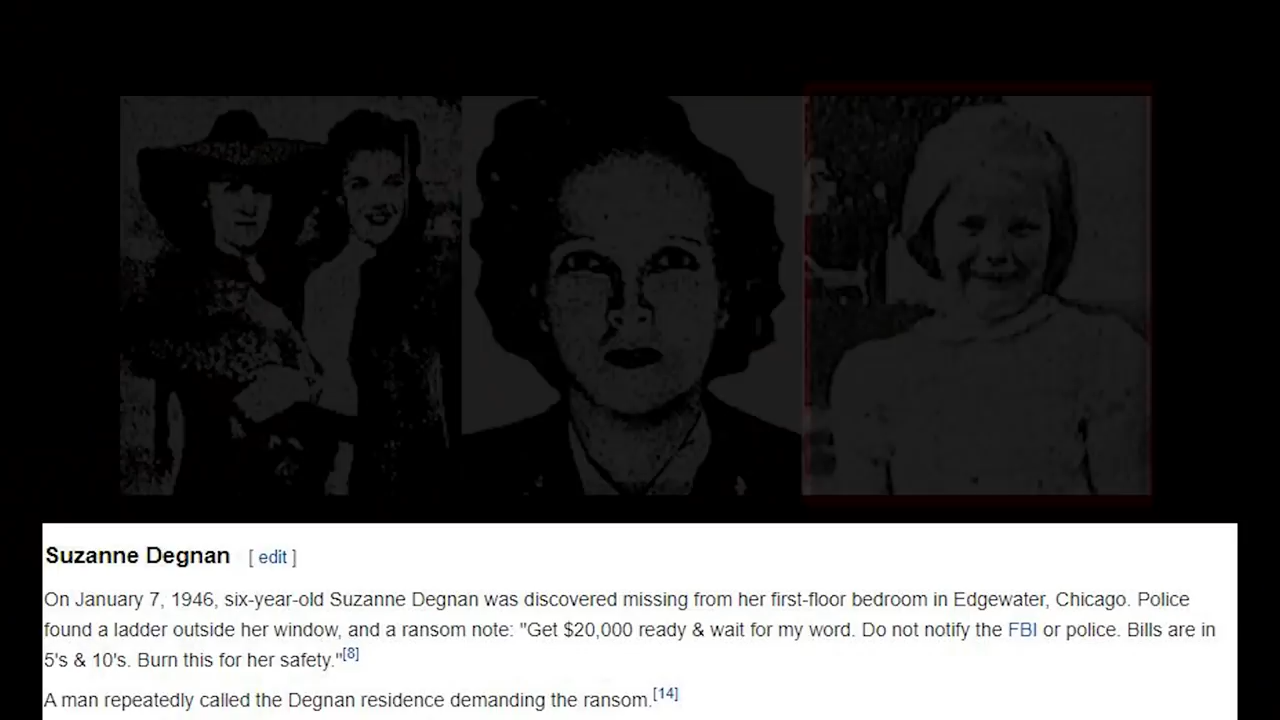 Suzanne Degnan [ edit ]
On January 7, 1946, six-year-old Suzanne Degnan was discovered missing from her first-floor bedroom in Edgewater, Chicago. Police
found a ladder outside her window, and a ransom note: "Get $20,000 ready & wait for my word. Do not notify the FBI or police. Bills are in
5's & 10's. Burn this for her safety."[8]
A man repeatedly called the Degnan residence demanding the ransom.[14]